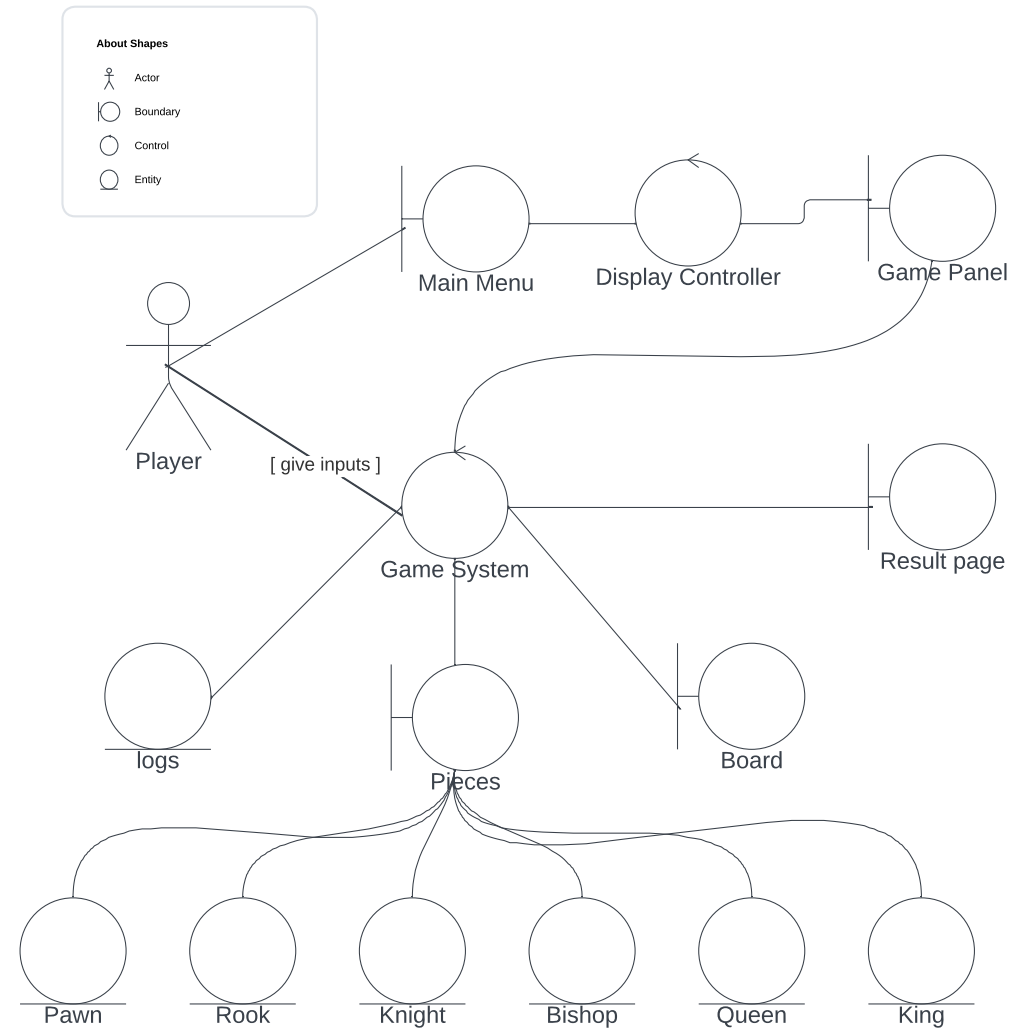 About Shapes
Actor
Boundary
Control
Entity
Main Menu
Display Controller
Game Panel
Player
[ give inputs ]
Game System
Result page
logs
Pieces
Board
Pawn
Rook
Knight
Bishop
Queen
King